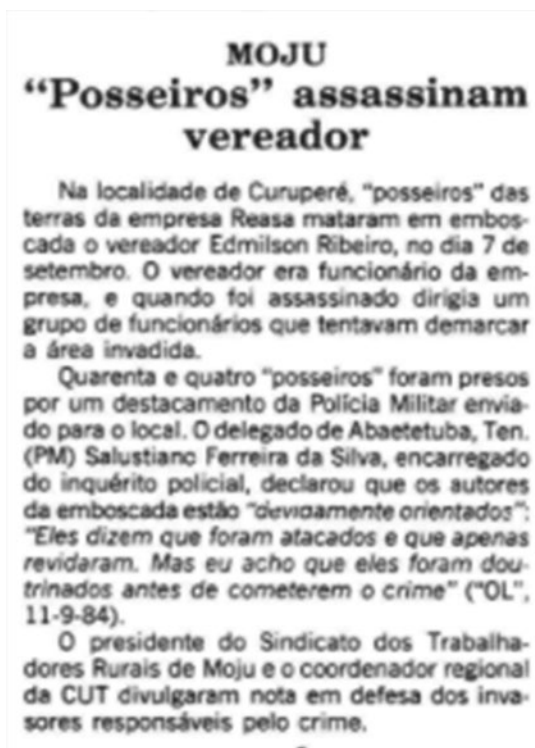 MOJU
“Posseiros” assassinam
vereador
Na localidade de Curuperé, “posseiros” das
terras da empresa Reasa mataram em embos-
cada o vereador Edmilson Ribeiro, no dia 7 de
setembro. O vereador era funcionário da em-
presa, e quando foi assassinado dirigia um
grupo de funcionários que tentavam demarcar
a área invadida.
Quarenta e quatro “posseiros” foram presos
por um destacamento da Polícia Militar envia-
do para o local. O delegado de Abaetetuba, Ten.
(PM) Salustiano Ferreira da Silva, encarregado
do inquérito policial, declarou que os autores
da emboscada estão “devidamente orientados”:
“Eles dizem que foram atacados e que apenas
revidaram. Mas eu acho que eles foram dou-
trinados antes de cometerem o crime” (“OL”,
11-9-84).
O presidente do Sindicato dos Trabalha-
dores Rurais de Moju e o coordenador regional
da CUT divulgaram nota em defesa dos inva-
sores responsáveis pelo crime.